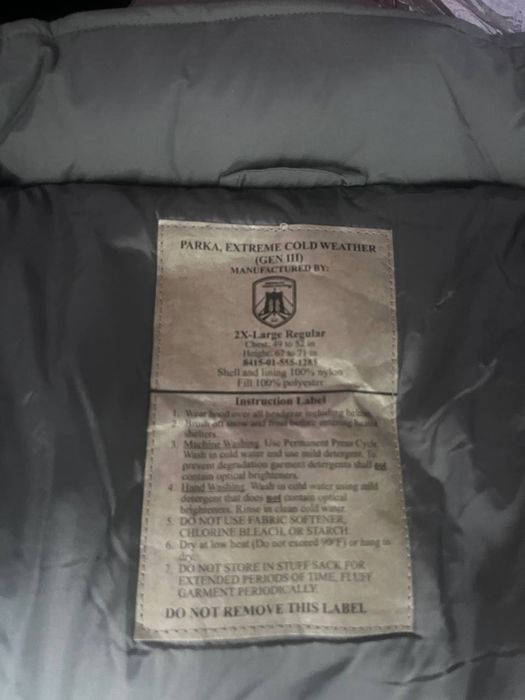 PARKA, EXTREME COLD WEATHER
(GEN III)
MANUFACTURED BY:
2X-Large Regular
Chest: 49 to 52 in
Height: 67 to 71 in
8415-01-555-1285
Shell and lining 100% nylon
Fill 100% polyester
Instruction Label
1. Wear hood over all headgear including helmet.
2. Brush off snow and frost before entering heated
shelters.
3. Machine Washing. Use Permanent Press Cycle.
Wash in cold water and use mild detergent. To
prevent degradation garment detergents shall not
contain optical brighteners.
4. Hand Washing. Wash in cold water using mild
detergent that does not contain optical
brighteners. Rinse in clean cold water.
5. DO NOT USE FABRIC SOFTENER,
CHLORINE BLEACH, OR STARCH.
6. Dry at low heat (Do not exceed 90°F) or hang to
dry.
7. DO NOT STORE IN STUFF SACK FOR
EXTENDED PERIODS OF TIME, FLUFF
GARMENT PERIODICALLY.
DO NOT REMOVE THIS LABEL